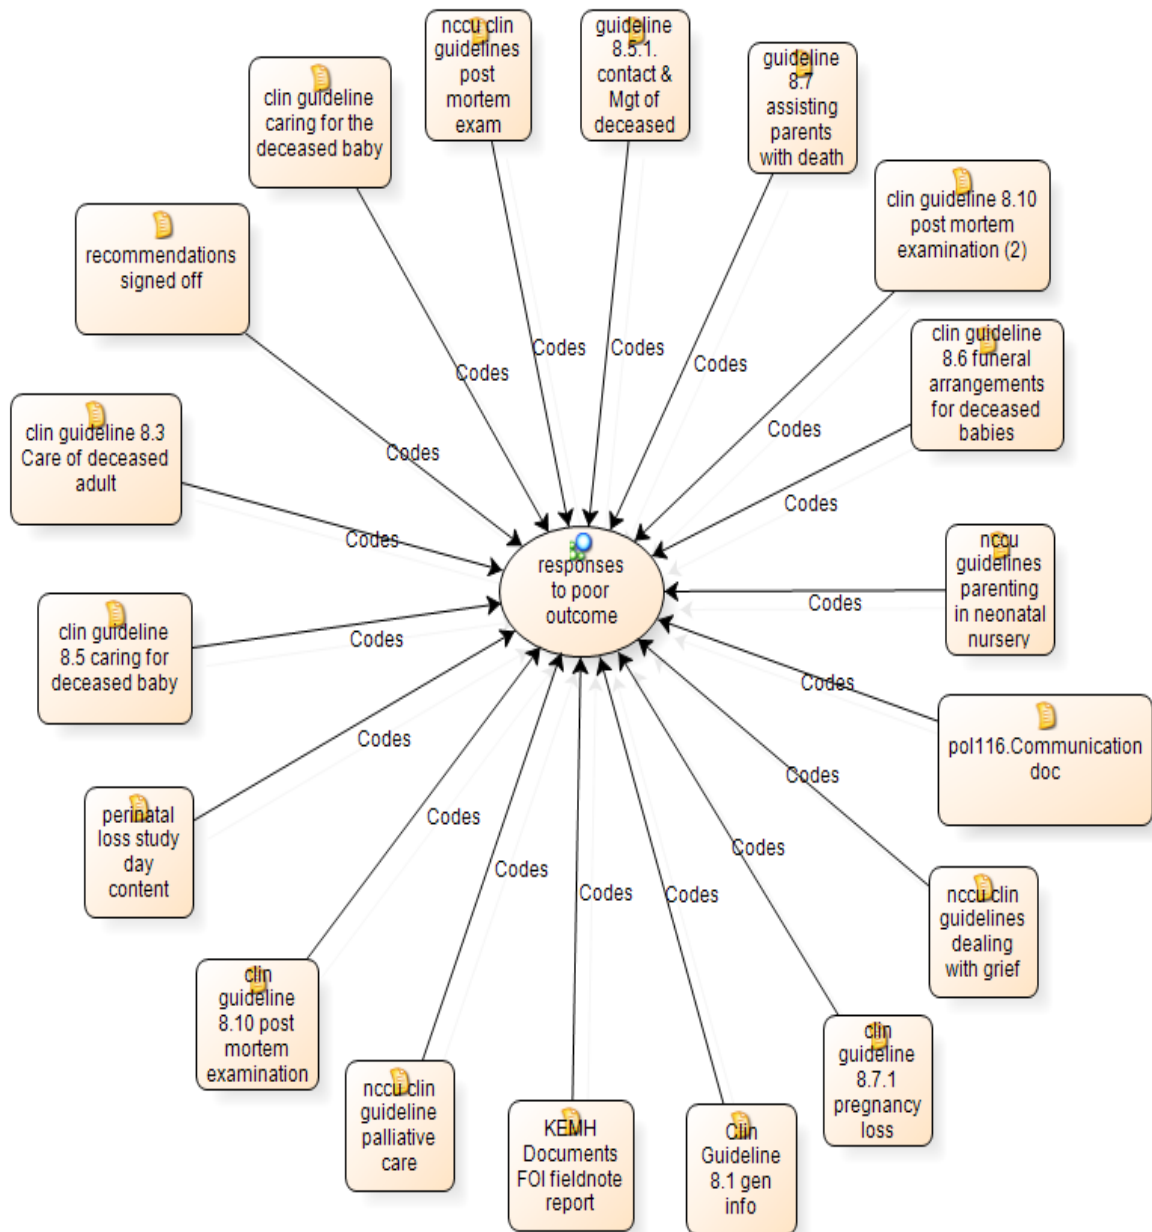 nccu clin
guidelines
post
mortem
exam
guideline
8.5.1.
contact &
Mgt of
deceased
guideline
8.7
assisting
parents
with death
clin guideline
caring for the
deceased baby
clin guideline 8.10
post mortem
examination (2)
recommendations
signed off
clin guideline
8.6 funeral
arrangements
for deceased
babies
Codes
Codes
Codes
Codes
Codes
clin guideline 8.3
Care of deceased
adult
Codes
Codes
Codes
Codes
responses
to poor
outcome
nccu
guidelines
parenting
in neonatal
nursery
Codes
clin guideline
8.5 caring for
deceased baby
Codes
Codes
pol116.Communication
doc
Codes
Codes
perinatal
loss study
day
content
Codes
Codes
Codes
Codes
Codes
nccu clin
guidelines
dealing
with grief
clin
guideline
8.10 post
mortem
examination
nccu clin
guideline
palliative
care
KEMH
Documents
FOI fieldnote
report
Clin
Guideline
8.1 gen
info
clin
guideline
8.7.1
pregnancy
loss